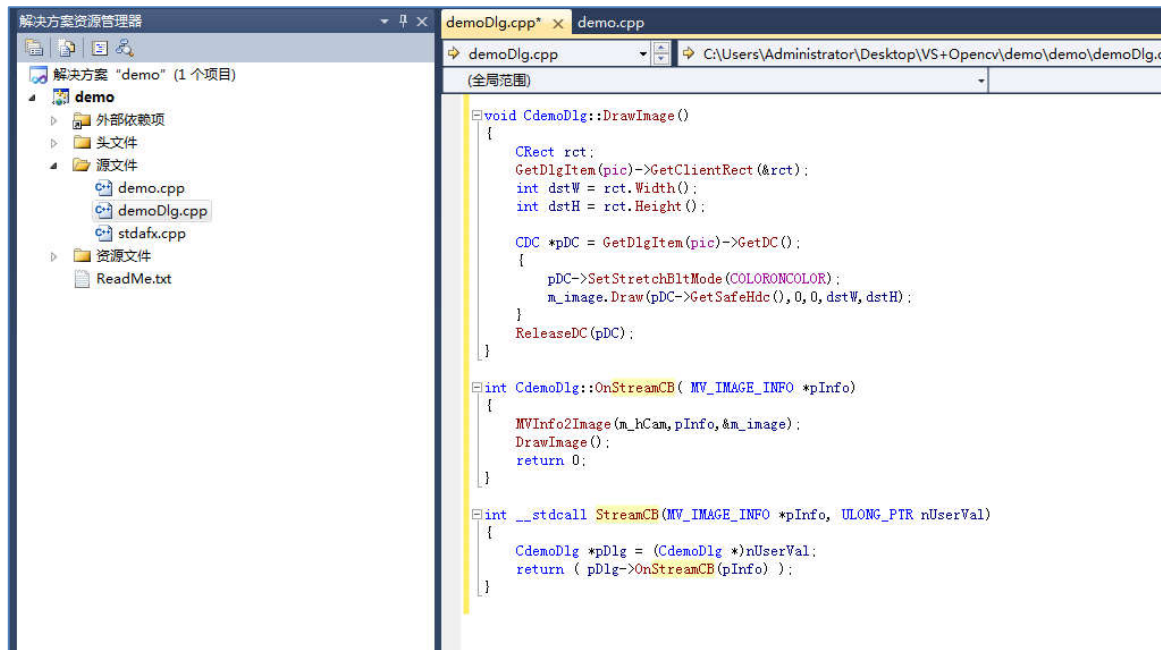 解决方案资源管理器
解决方案 "demo" (1 个项目)
demo
外部依赖项
头文件
源文件
demo.cpp
demoDlg.cpp
stdafx.cpp
资源文件
ReadMe.txt
demoDlg.cpp* demo.cpp
demoDlg.cpp C:\Users\Administrator\Desktop\VS+Opencv\demo\demo\demoDlg.c
(全局范围)
void CdemoDlg::DrawImage()
{
CRect rct;
GetDlgItem(pic)->GetClientRect(&rct);
int dstW = rct.Width();
int dstH = rct.Height();
CDC *pDC = GetDlgItem(pic)->GetDC();
{
pDC->SetStretchBltMode(COLORONCOLOR);
m_image.Draw(pDC->GetSafeHdc(),0,0,dstW,dstH);
}
ReleaseDC(pDC);
}
int CdemoDlg::OnStreamCB( MV_IMAGE_INFO *pInfo)
{
MVInfo2Image(m_hCam,pInfo,&m_image);
DrawImage();
return 0;
}
int __stdcall StreamCB(MV_IMAGE_INFO *pInfo, ULONG_PTR nUserVal)
{
CdemoDlg *pDlg = (CdemoDlg *)nUserVal;
return ( pDlg->OnStreamCB(pInfo) );
}